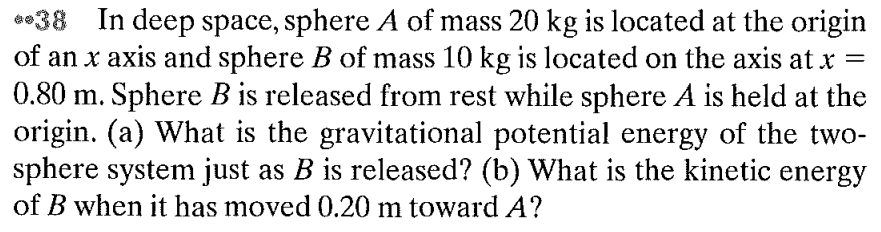 ••38 In deep space, sphere A of mass 20 kg is located at the origin
of an x axis and sphere B of mass 10 kg is located on the axis at x =
0.80 m. Sphere B is released from rest while sphere A is held at the
origin. (a) What is the gravitational potential energy of the two-
sphere system just as B is released? (b) What is the kinetic energy
of B when it has moved 0.20 m toward A?